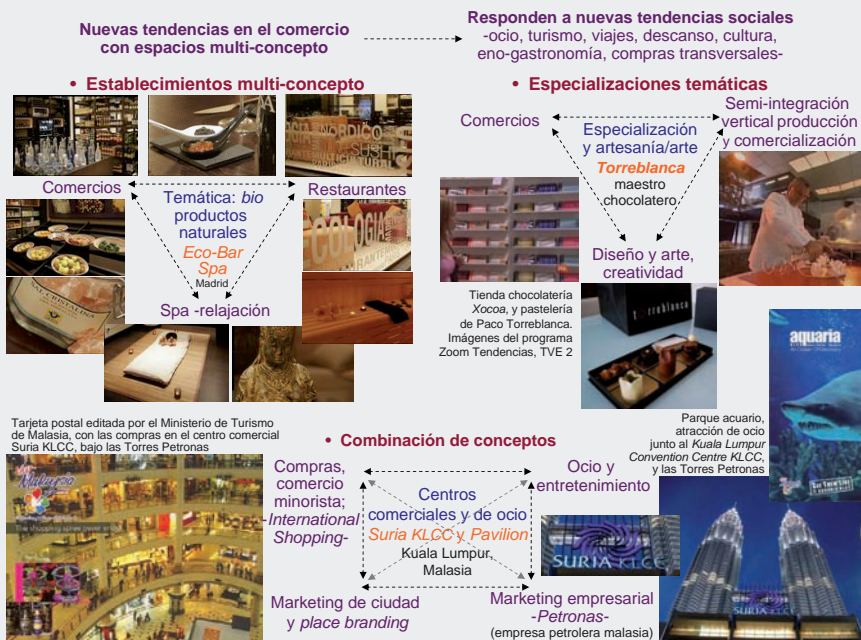 Nuevas tendencias en el comercio
con espacios multi-concepto
Responden a nuevas tendencias sociales
-ocio, turismo, viajes, descanso, cultura,
eno-gastronomía, compras transversales-
• Establecimientos multi-concepto
Comercios
Restaurantes
Temática: bio
productos
naturales
Eco-Bar
Spa
Madrid
Spa -relajación
NORDICO
SUSHI
ECOLOGIA
• Especializaciones temáticas
Comercios
Semi-integración
vertical producción
y comercialización
Especialización
y artesanía/arte
Torreblanca
maestro
chocolatero
Diseño y arte,
creatividad
Tienda chocolatería
Xocoa, y pastelería
de Paco Torreblanca.
Imágenes del programa
Zoom Tendencias, TVE 2
torreblanca
aquaria
Tarjeta postal editada por el Ministerio de Turismo
de Malasia, con las compras en el centro comercial
Suria KLCC, bajo las Torres Petronas
Malaysia
• Combinación de conceptos
Compras,
comercio
minorista;
-International
Shopping-
Ocio y
entretenimiento
Centros
comerciales y de ocio
Suria KLCC y Pavilion
Kuala Lumpur,
Malasia
Marketing de ciudad
y place branding
Marketing empresarial
-Petronas-
(empresa petrolera malasia)
SURIA KLCC
Parque acuario,
atracción de ocio
junto al Kuala Lumpur
Convention Centre KLCC,
y las Torres Petronas
SURIA KLCC